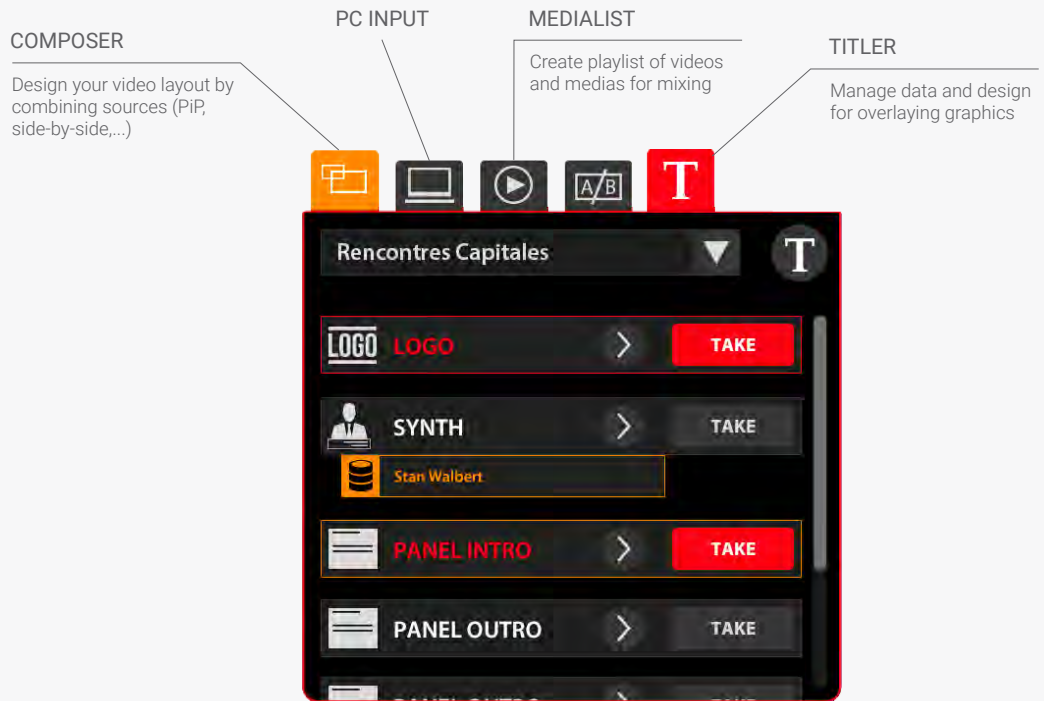 PC INPUT
MEDIALIST
COMPOSER
TITLER
Create playlist of videos
and medias for mixing
Design your video layout by
combining sources (PiP,
side-by-side,...)
Manage data and design
for overlaying graphics
A/B
T
Rencontres Capitales
T
LOGO LOGO TAKE
SYNTH TAKE
Stan Walbert
PANEL INTRO TAKE
PANEL OUTRO TAKE